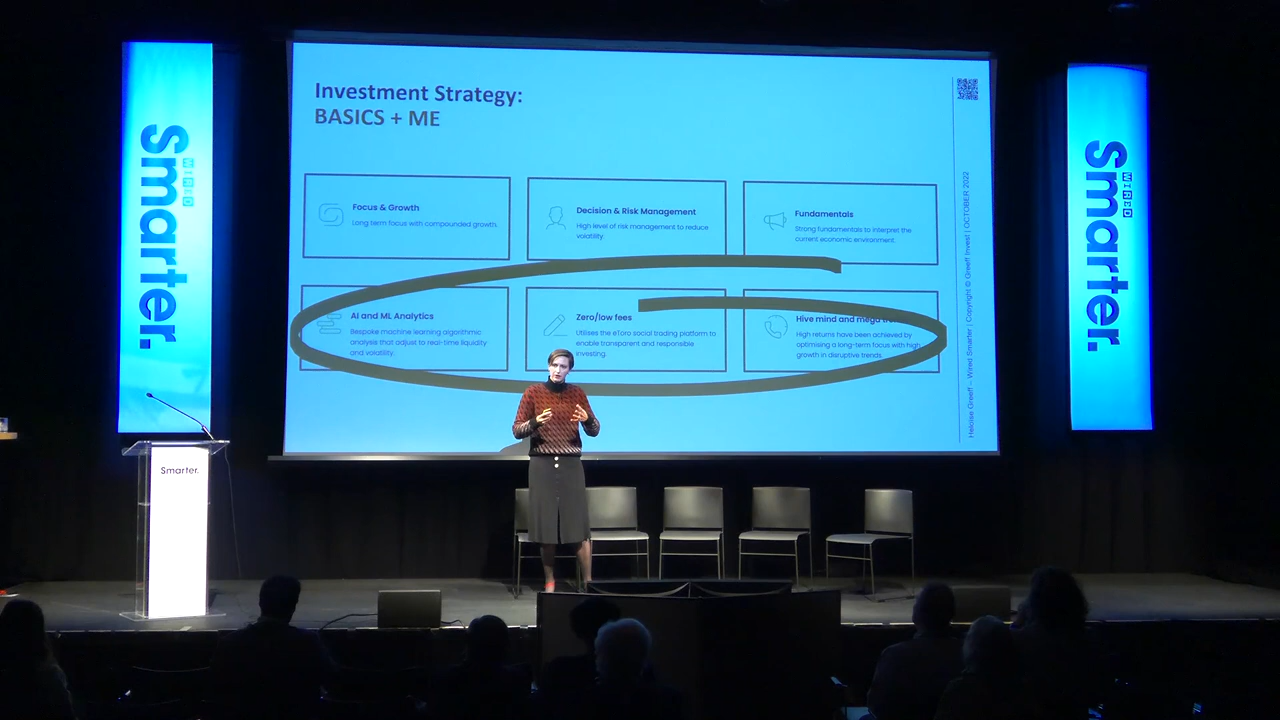 WIRED
Smarter.
Investment Strategy:
BASICS + ME
Focus & Growth
Long term focus with compounded growth.
Decision & Risk Management
High level of risk management to reduce
volatility.
Fundamentals
Strong fundamentals to interpret the
current economic environment.
AI and ML Analytics
Bespoke machine learning algorithmic
analysis that adjust to real-time liquidity
and volatility.
Zero/low fees
Utilises the eToro social trading platform to
enable transparent and responsible
investing.
Hive mind and mega
High returns have been achieved by
optimising a long-term focus with high
growth in disruptive trends
Heloise Greeff – Wired Smarter | Copyright © Greeff Invest | OCTOBER 2022
WIRED
Smarter.
Smarter.